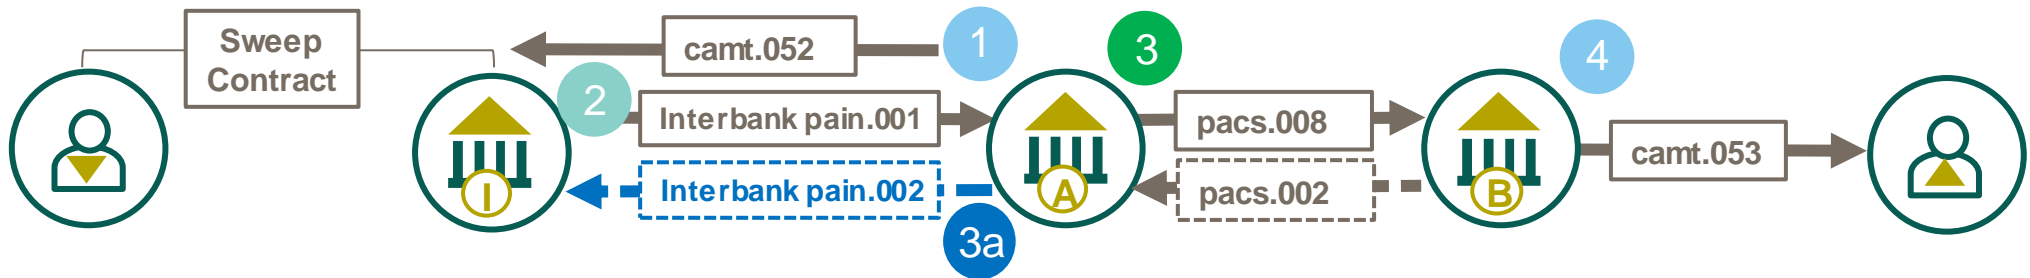 Sweep
Contract
camt.052
1
3
4
2
Interbank pain.001
pacs.008
camt.053
Interbank pain.002
pacs.002
I
A
B
3a